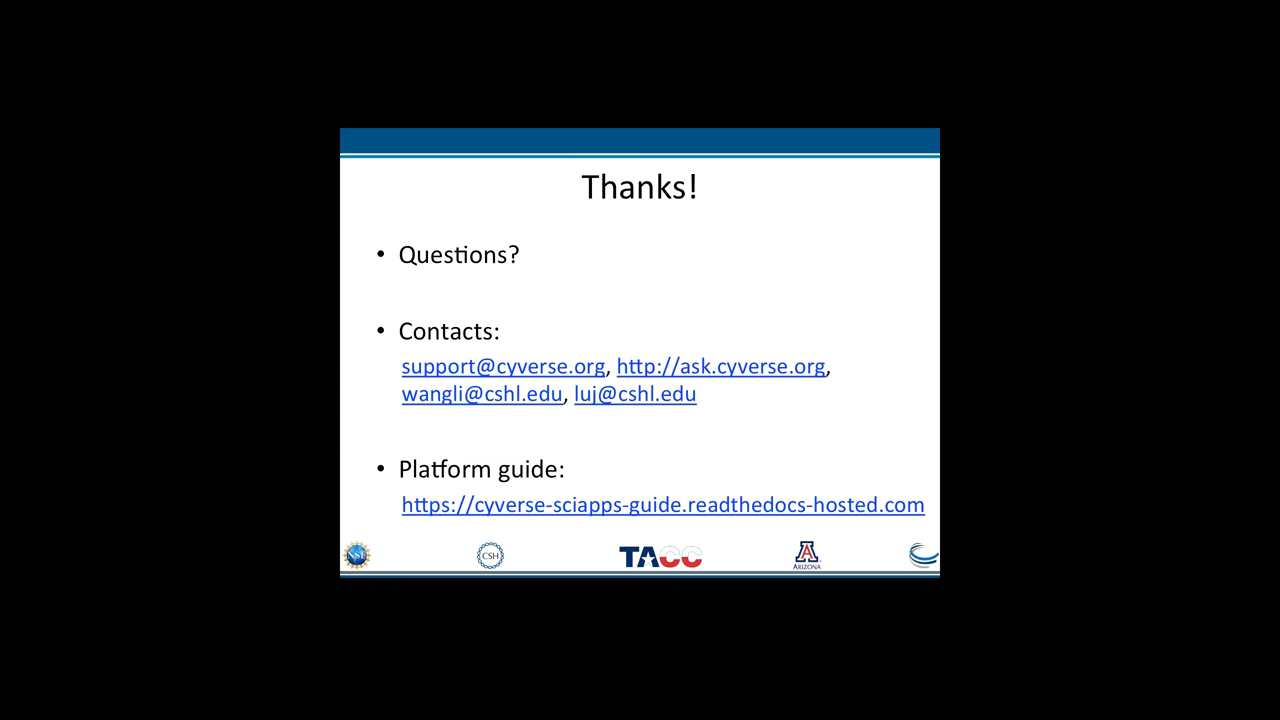 Thanks!
• Questions?
• Contacts:
support@cyverse.org, http://ask.cyverse.org,
wangli@cshl.edu, luj@cshl.edu
• Platform guide:
https://cyverse-sciapps-guide.readthedocs-hosted.com
NSF CSH TACC A ARIZONA